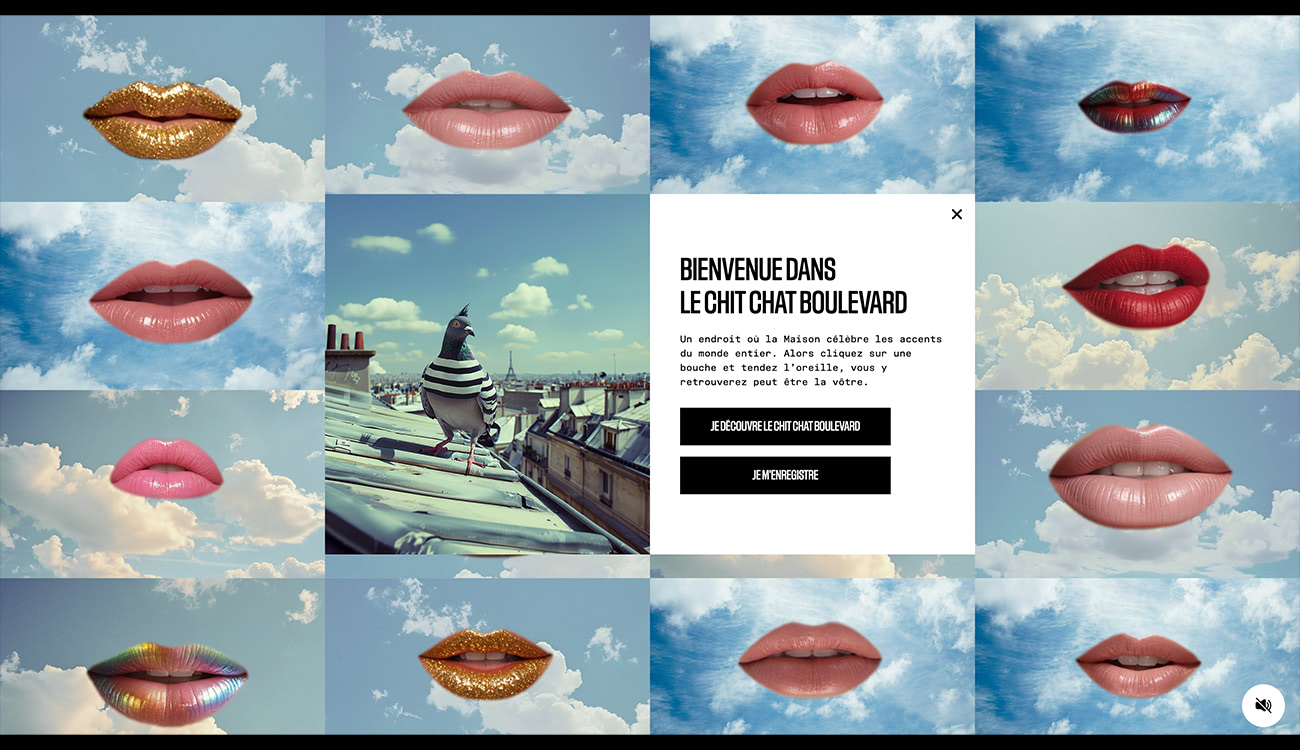 BIENVENUE DANS
LE CHIT CHAT BOULEVARD
Un endroit où la Maison célèbre les accents
du monde entier. Alors cliquez sur une
bouche et tendez l'oreille, vous y
retrouverez peut être la vôtre.
JE DÉCOUVRE LE CHIT CHAT BOULEVARD
JE M'ENREGISTRE